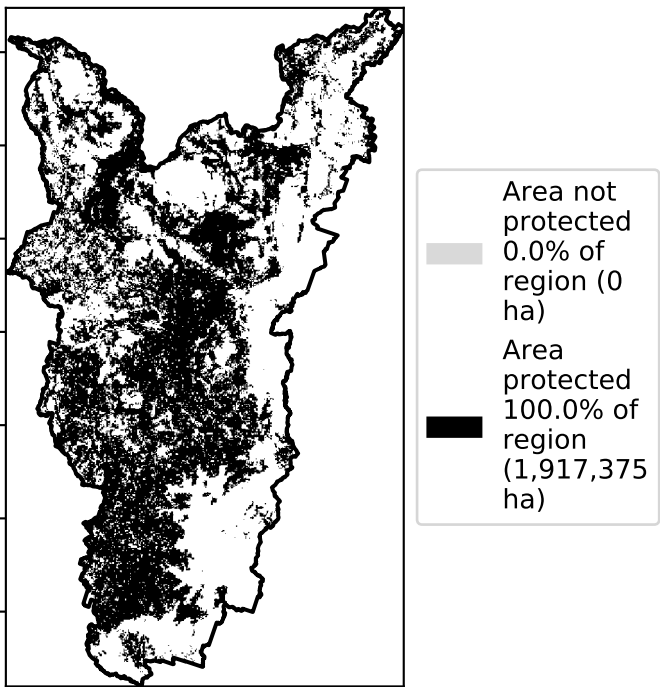 Area not
protected
0.0% of
region (0
ha)
Area
protected
100.0% of
region
(1,917,375
ha)